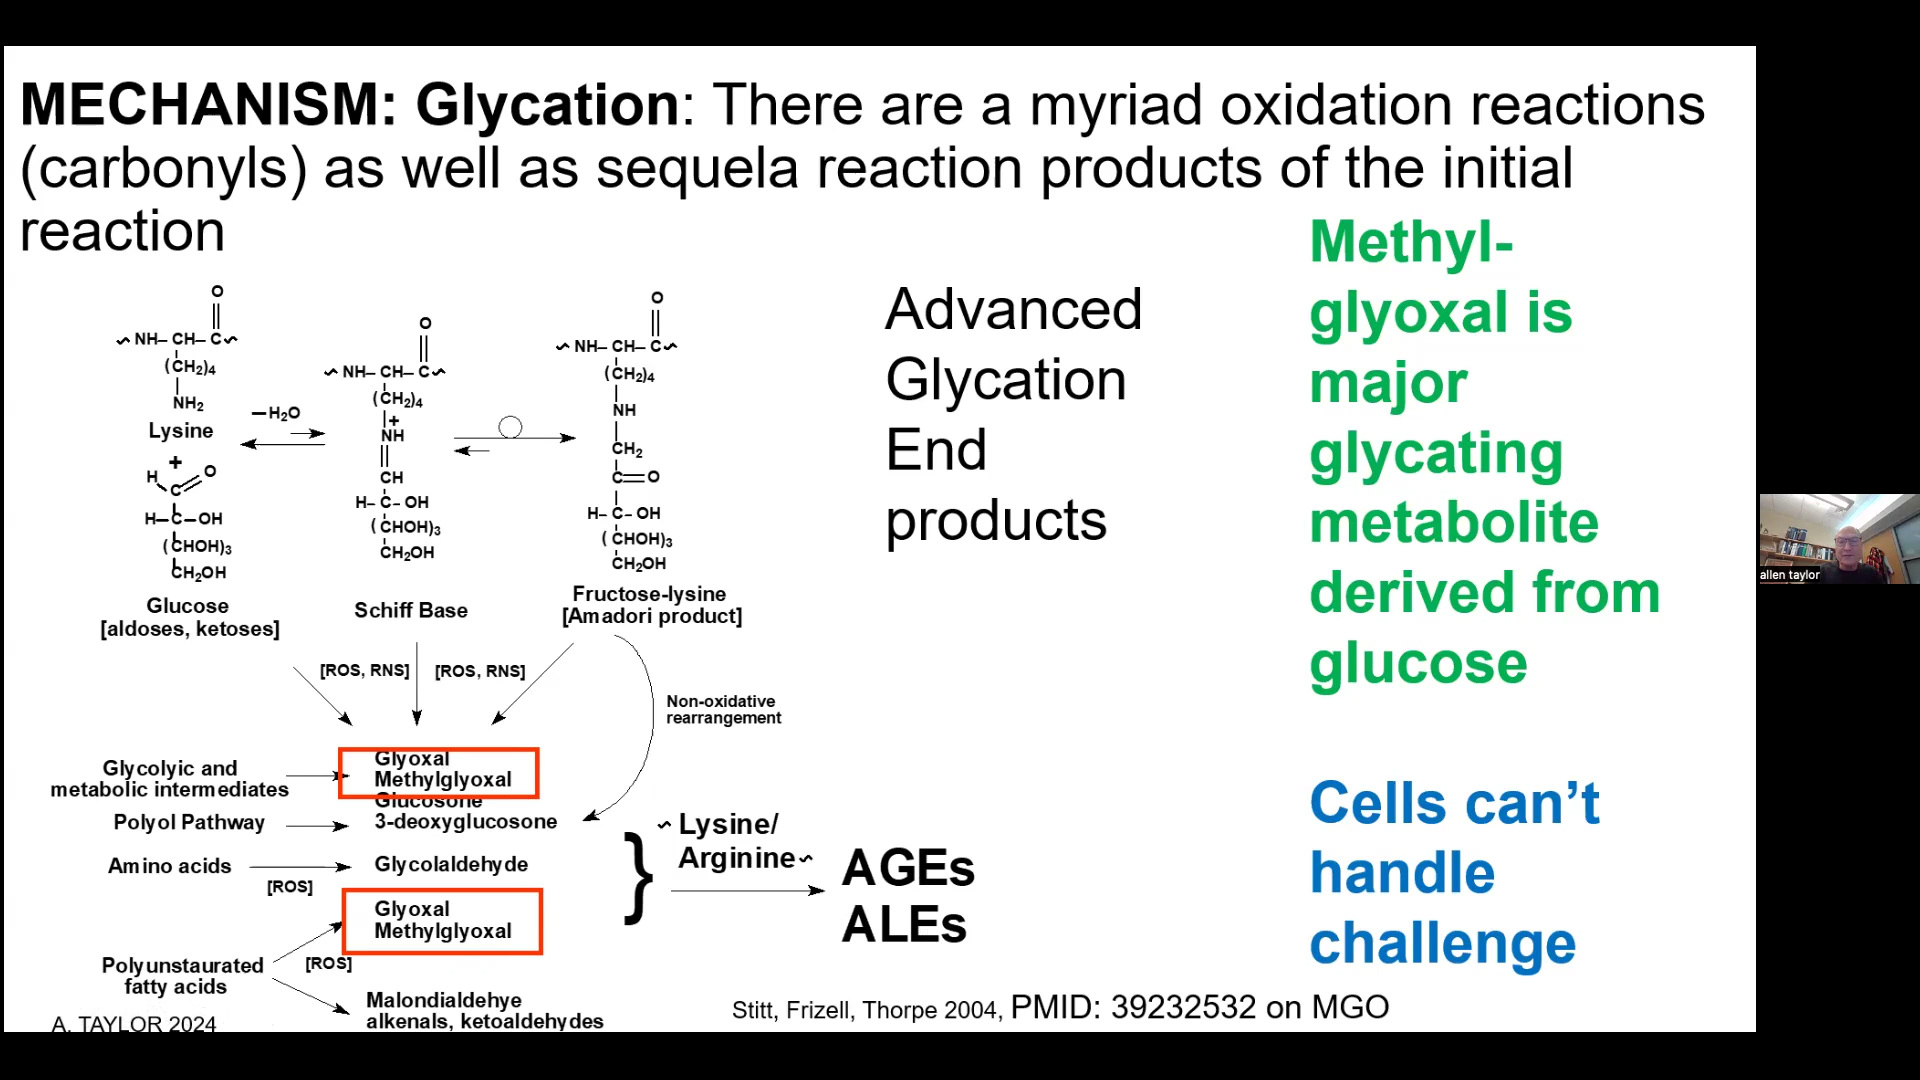 MECHANISM: Glycation: There are a myriad oxidation reactions
(carbonyls) as well as sequela reaction products of the initial
reaction
O
~ NH– CH– C~
(CH2)4
NH2
Lysine
+
H
O
C
H–C–OH
(CHOH)3
CH2OH
Glucose
[aldoses, ketoses]
–H2O
O
~ NH– CH– C~
(CH2)4
+
NH
CH
H– C– OH
(CHOH)3
CH2OH
Schiff Base
O
~ NH– CH– C~
(CH2)4
NH
CH2
C=O
H– C– OH
(CHOH)3
CH2OH
Fructose-lysine
[Amadori product]
[ROS, RNS]
[ROS, RNS]
Non-oxidative
rearrangement
Glycolyic and
metabolic intermediates
Glyoxal
Methylglyoxal
Glucosone
3-deoxyglucosone
Polyol Pathway
Amino acids
[ROS]
Glycolaldehyde
Glyoxal
Methylglyoxal
Polyunstaurated
fatty acids
[ROS]
Malondialdehye
alkenals, ketoaldehydes
}
~ Lysine/
Arginine~
AGEs
ALEs
Advanced
Glycation
End
products
Methyl-
glyoxal is
major
glycating
metabolite
derived from
glucose
Cells can’t
handle
challenge
Stitt, Frizell, Thorpe 2004, PMID: 39232532 on MGO
A. TAYLOR 2024
allen taylor